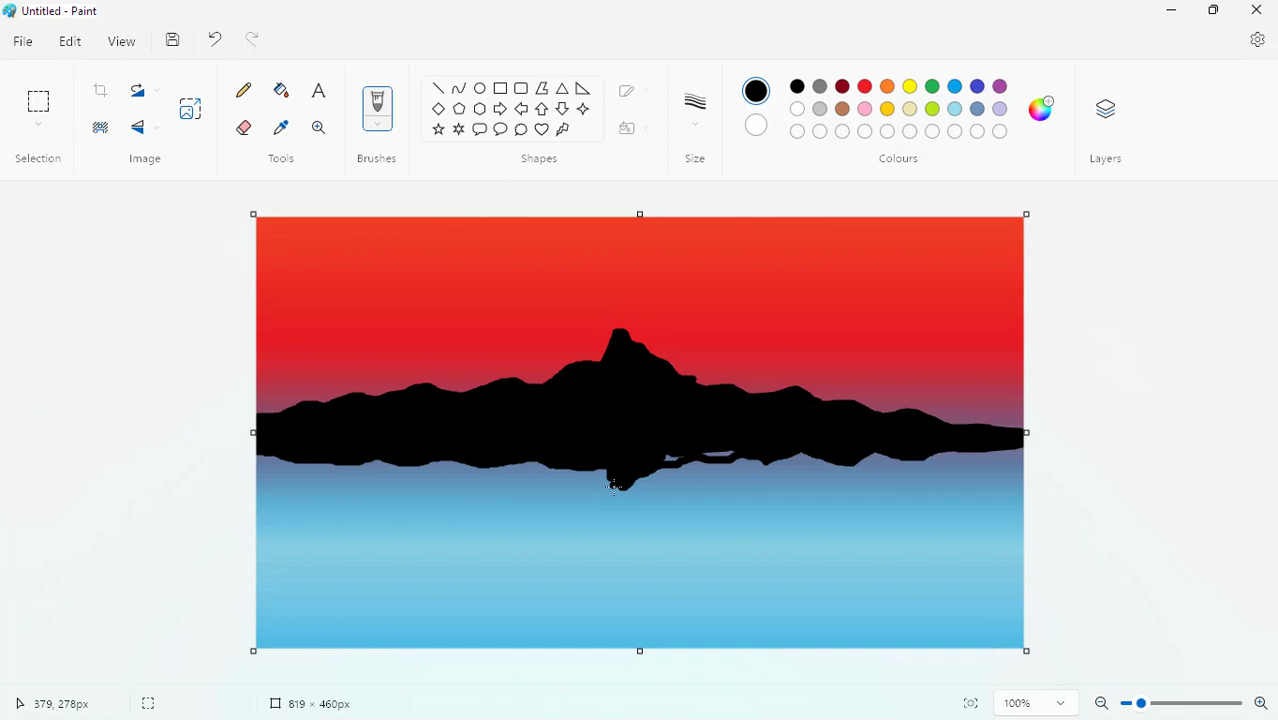 Untitled - Paint
File Edit View
Selection Image Tools Brushes Shapes Size Colours Layers
379, 278px 819 × 460px 100%